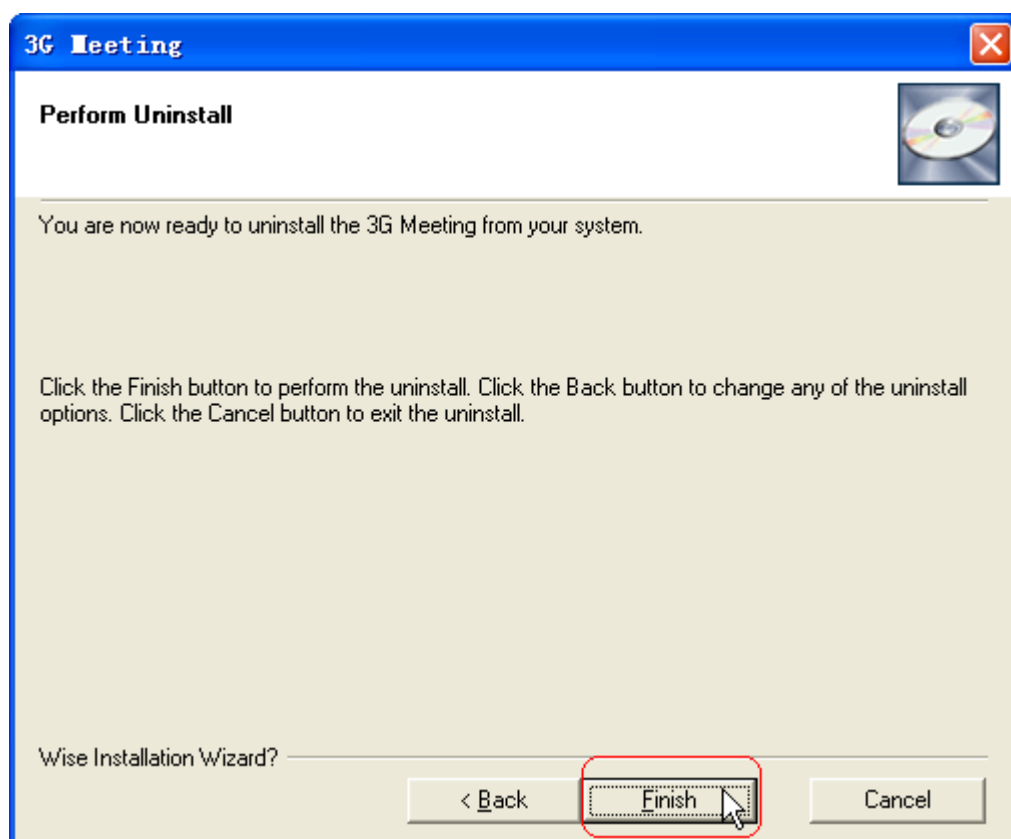 3G Meeting
Perform Uninstall
You are now ready to uninstall the 3G Meeting from your system.
Click the Finish button to perform the uninstall. Click the Back button to change any of the uninstall
options. Click the Cancel button to exit the uninstall.
Wise Installation Wizard?
< Back
Finish
Cancel